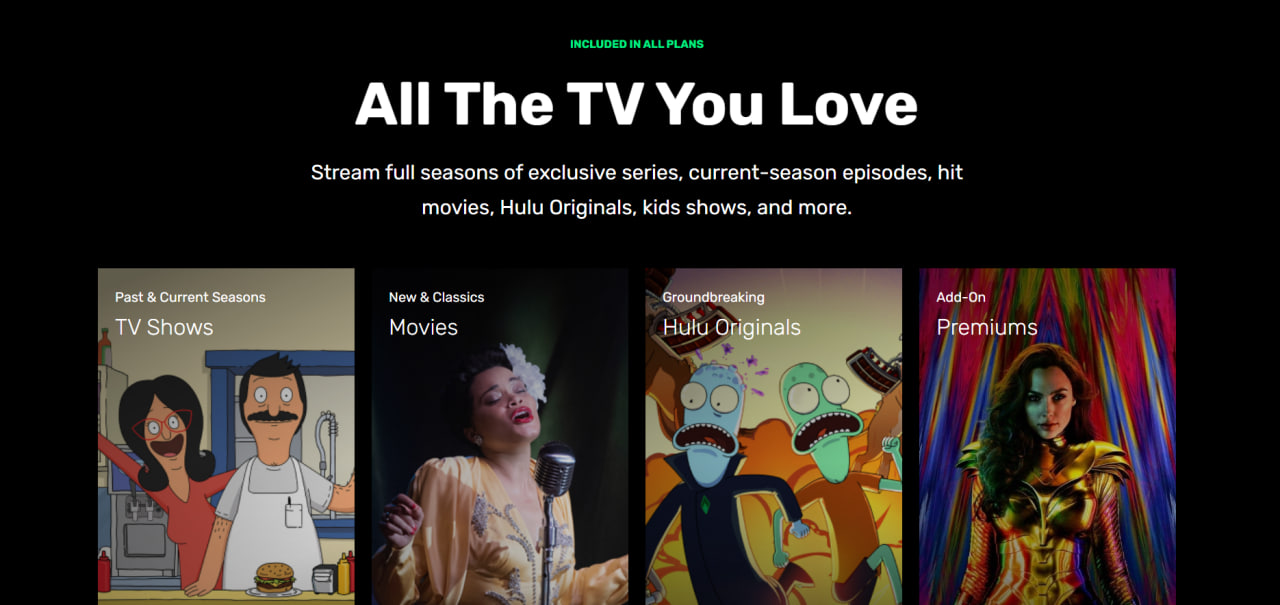 INCLUDED IN ALL PLANS
All The TV You Love
Stream full seasons of exclusive series, current-season episodes, hit
movies, Hulu Originals, kids shows, and more.
Past & Current Seasons
TV Shows
New & Classics
Movies
Groundbreaking
Hulu Originals
Add-On
Premiums